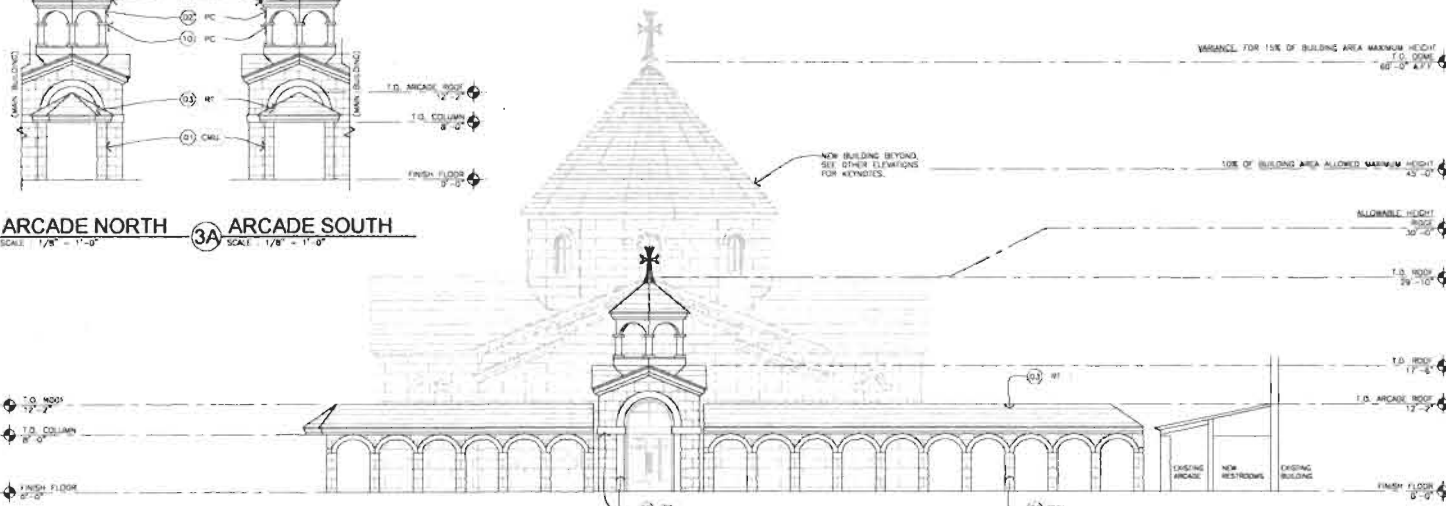 02 PC
10 PC
[MAIN BUILDING]
[MAIN BUILDING]
03 RT
01 CMU
T.O. ARCADE ROOF
12'-2"
T.O. COLUMN
8'-0"
FINISH FLOOR
0'-0"
ARCADE NORTH
SCALE : 1/8" = 1'-0"
3A ARCADE SOUTH
SCALE : 1/8" = 1'-0"
VARIANCE FOR 15% OF BUILDING AREA MAXIMUM HEIGHT
T.O. DOME
60'-0" A.F.F.
NEW BUILDING BEYOND,
SEE OTHER ELEVATIONS
FOR KEYNOTES.
10% OF BUILDING AREA ALLOWED MAXIMUM HEIGHT
45'-0"
ALLOWABLE HEIGHT
RIDGE
30'-0"
T.O. ROOF
29'-10"
T.O. ROOF
17'-6"
03 RT
T.O. ARCADE ROOF
12'-2"
T.O. ROOF
12'-2"
T.O. COLUMN
8'-0"
EXISTING
ARCADE
NEW
RESTROOMS
EXISTING
BUILDING
FINISH FLOOR
0'-0"
FINISH FLOOR
0'-0"